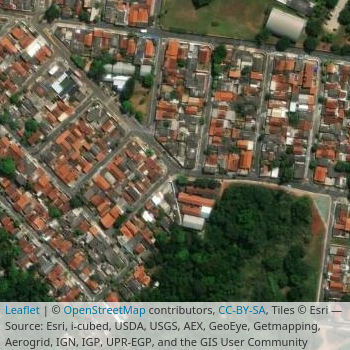 Leaflet | © OpenStreetMap contributors, CC-BY-SA, Tiles © Esri —
Source: Esri, i-cubed, USDA, USGS, AEX, GeoEye, Getmapping,
Aerogrid, IGN, IGP, UPR-EGP, and the GIS User Community